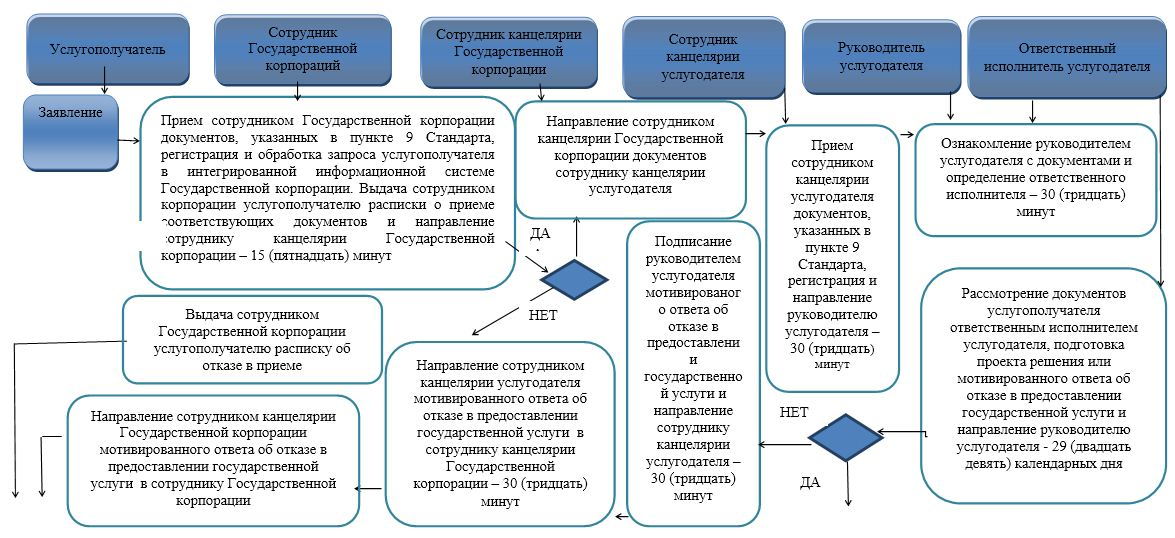 Услугополучатель
Сотрудник
Государственной
корпораций
Сотрудник канцелярии
Государственной
корпорации
Сотрудник
канцелярии
услугодателя
Руководитель
услугодателя
Ответственный
исполнитель услугодателя
Заявление
Прием сотрудником Государственной корпорации
документов, указанных в пункте 9 Стандарта,
регистрация и обработка запроса услугополучателя
в интегрированной информационной системе
Государственной корпорации. Выдача сотрудником
корпорации услугополучателю расписки о приеме
соответствующих документов и направление
сотруднику канцелярии Государственной
корпорации – 15 (пятнадцать) минут
Направление сотрудником
канцелярии Государственной
корпорации документов
сотруднику канцелярии
услугодателя
Прием
сотрудником
канцелярии
услугодателя
документов,
указанных в
пункте 9
Стандарта,
регистрация и
направление
руководителю
услугодателя –
30 (тридцать)
минут
Ознакомление руководителем
услугодателя с документами и
определение ответственного
исполнителя – 30 (тридцать)
минут
ДА
НЕТ
Подписание
руководителем
услугодателя
мотивированог
о ответа об
отказе в
предоставлени
и
государственно
й услуги и
направление
сотруднику
канцелярии
услугодателя –
30 (тридцать)
минут
Рассмотрение документов
услугополучателя
ответственным исполнителем
услугодателя, подготовка
проекта решения или
мотивированного ответа об
отказе в предоставлении
государственной услуги и
направление руководителю
услугодателя - 29 (двадцать
девять) календарных дня
Выдача сотрудником
Государственной корпорации
услугополучателю расписку об
отказе в приеме
Направление сотрудником
канцелярии услугодателя
мотивированного ответа об
отказе в предоставлении
государственной услуги в
сотруднику канцелярии
Государственной
корпорации – 30 (тридцать)
минут
Направление сотрудником канцелярии
Государственной корпорации
мотивированного ответа об отказе в
предоставлении государственной
услуги в сотруднику Государственной
корпорации
НЕТ
ДА